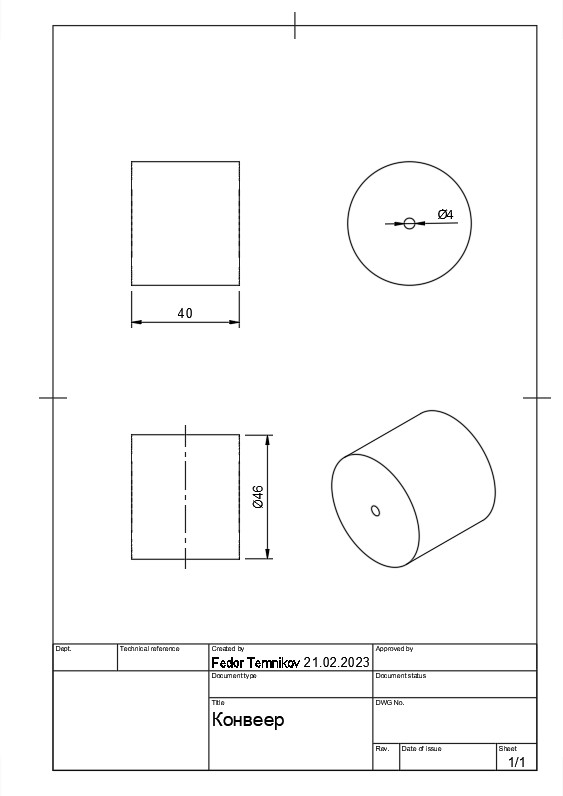 Ø4
40
Ø46
Dept.
Technical reference
Created by
Approved by
Fedor Temnikov 21.02.2023
Document type
Document status
Title
DWG No.
Конвеер
Rev.
Date of issue
Sheet
1/1